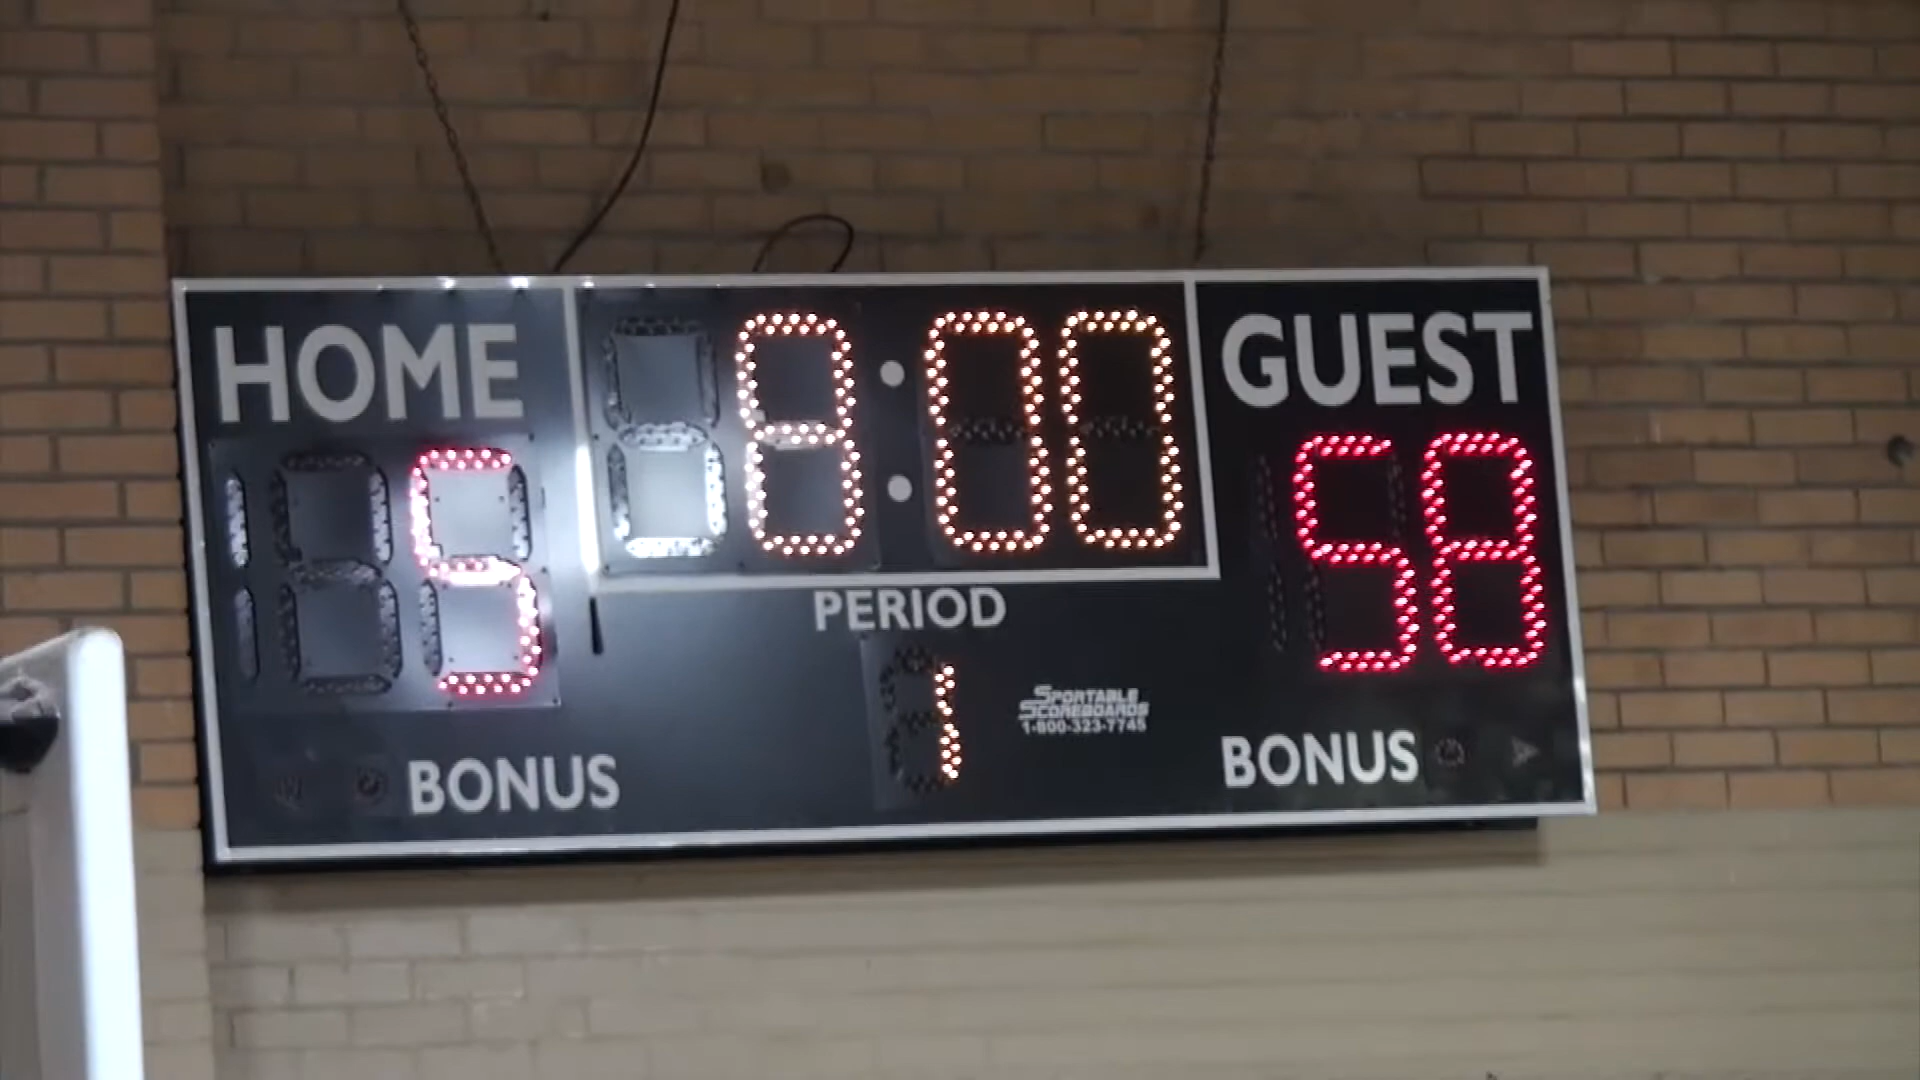 HOME
8:00
GUEST
5
58
PERIOD
1
SPORTABLE
SCOREBOARDS
1-800-323-7745
BONUS
BONUS